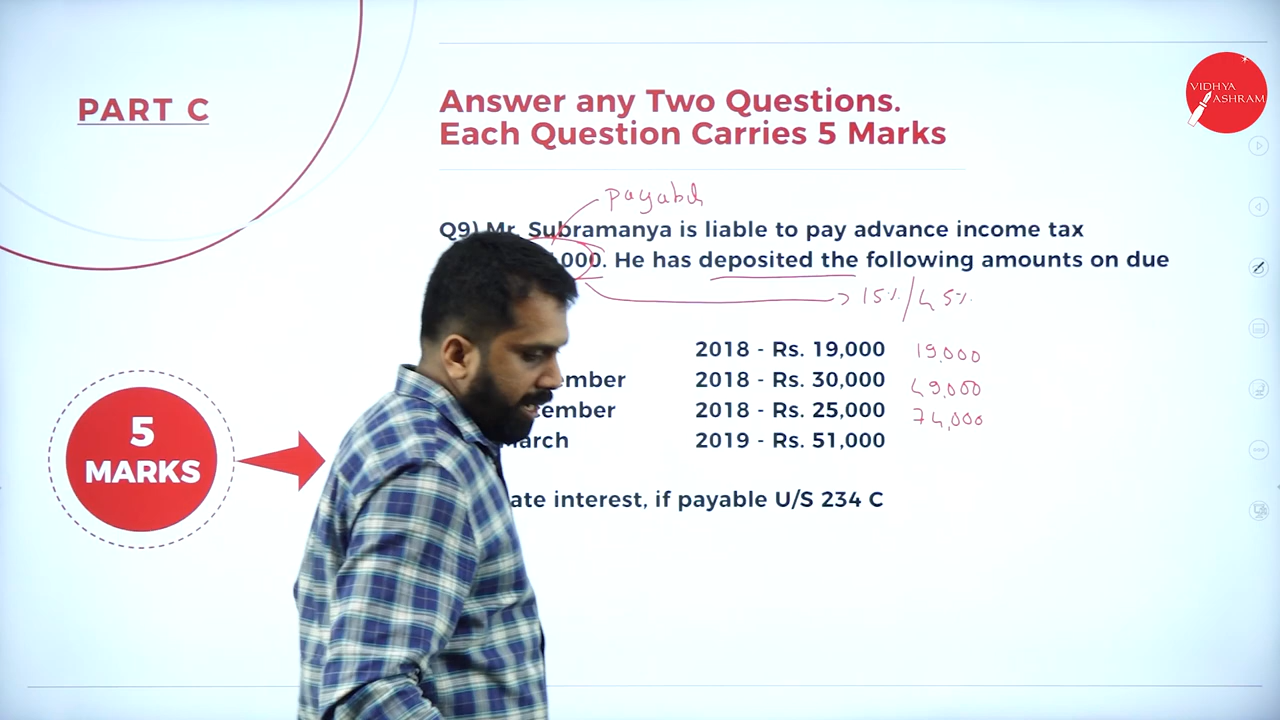 PART C
VIDHYA
ASHRAM
Answer any Two Questions.
Each Question Carries 5 Marks
payable
Q9) Mr. Subramanya is liable to pay advance income tax
000. He has deposited the following amounts on due
15% / 45%
2018 - Rs. 19,000 19,000
ember 2018 - Rs. 30,000 49,000
cember 2018 - Rs. 25,000 74,000
March 2019 - Rs. 51,000
5
MARKS
ate interest, if payable U/S 234 C